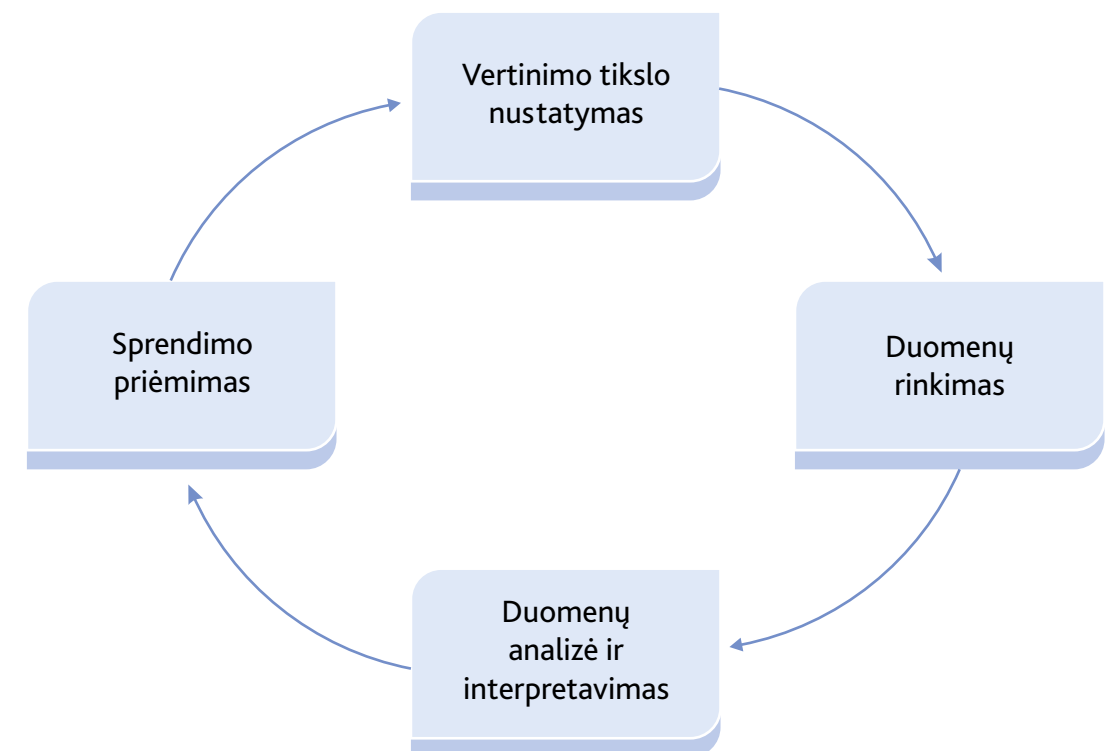 Vertinimo tikslo
nustatymas
Duomenų
rinkimas
Duomenų
analizė ir
interpretavimas
Sprendimo
priėmimas